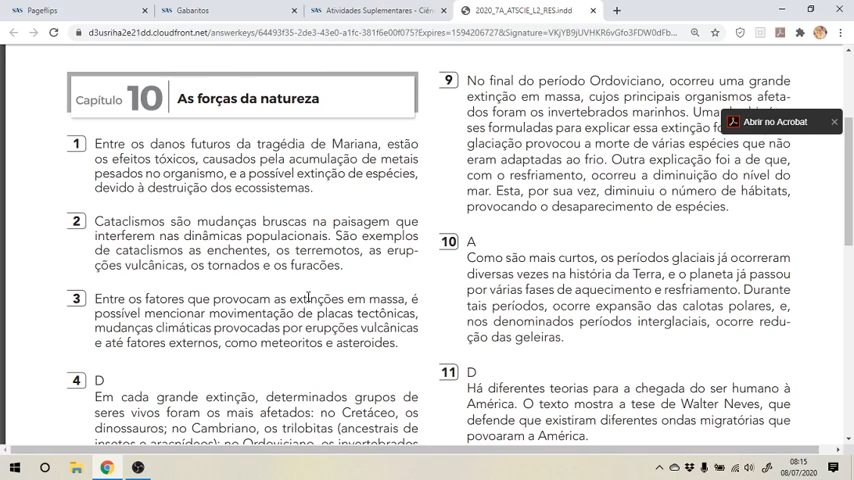 Pageflips
Gabaritos
Atividades Suplementares - Ciên
2020_7A_ATSCIE_L2_RES.indd
d3usriha2e21dd.cloudfront.net/answerkeys/64493f35-2de3-43e0-a1fc-381f6e00f075?Expires=1594206727&Signature=VKjYB9jUVHKR6vGfo3FDW0Df...
Capítulo 10 As forças da natureza
1 Entre os danos futuros da tragédia de Mariana, estão
os efeitos tóxicos, causados pela acumulação de metais
pesados no organismo, e a possível extinção de espécies,
devido à destruição dos ecossistemas.
2 Cataclismos são mudanças bruscas na paisagem que
interferem nas dinâmicas populacionais. São exemplos
de cataclismos as enchentes, os terremotos, as erup-
ções vulcânicas, os tornados e os furacões.
3 Entre os fatores que provocam as extinções em massa, é
possível mencionar movimentação de placas tectônicas,
mudanças climáticas provocadas por erupções vulcânicas
e até fatores externos, como meteoritos e asteroides.
4 D
Em cada grande extinção, determinados grupos de
seres vivos foram os mais afetados: no Cretáceo, os
dinossauros; no Cambriano, os trilobitas (ancestrais de
insetos e aracnídeos); no Ordoviciano, os invertebrados
9 No final do período Ordoviciano, ocorreu uma grande
extinção em massa, cujos principais organismos afeta-
dos foram os invertebrados marinhos. Uma
ses formuladas para explicar essa extinção
glaciação provocou a morte de várias espécies que não
eram adaptadas ao frio. Outra explicação foi a de que,
com o resfriamento, ocorreu a diminuição do nível do
mar. Esta, por sua vez, diminuiu o número de hábitats,
provocando o desaparecimento de espécies.
Abrir no Acrobat
10 A
Como são mais curtos, os períodos glaciais já ocorreram
diversas vezes na história da Terra, e o planeta já passou
por várias fases de aquecimento e resfriamento. Durante
tais períodos, ocorre expansão das calotas polares, e,
nos denominados períodos interglaciais, ocorre redu-
ção das geleiras.
11 D
Há diferentes teorias para a chegada do ser humano à
América. O texto mostra a tese de Walter Neves, que
defende que existiram diferentes ondas migratórias que
povoaram a América.
08:15
08/07/2020